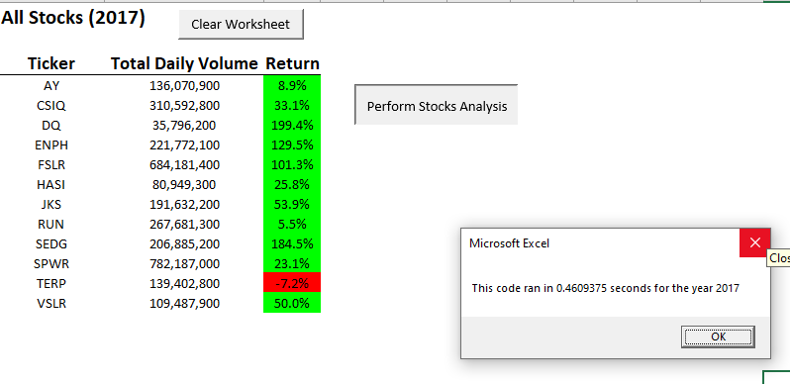 All Stocks (2017)
Clear Worksheet
Ticker Total Daily Volume Return
AY 136,070,900 8.9%
CSIQ 310,592,800 33.1%
DQ 35,796,200 199.4%
ENPH 221,772,100 129.5%
FSLR 684,181,400 101.3%
HASI 80,949,300 25.8%
JKS 191,632,200 53.9%
RUN 267,681,300 5.5%
SEDG 206,885,200 184.5%
SPWR 782,187,000 23.1%
TERP 139,402,800 -7.2%
VSLR 109,487,900 50.0%
Perform Stocks Analysis
Microsoft Excel
Clos
This code ran in 0.4609375 seconds for the year 2017
OK